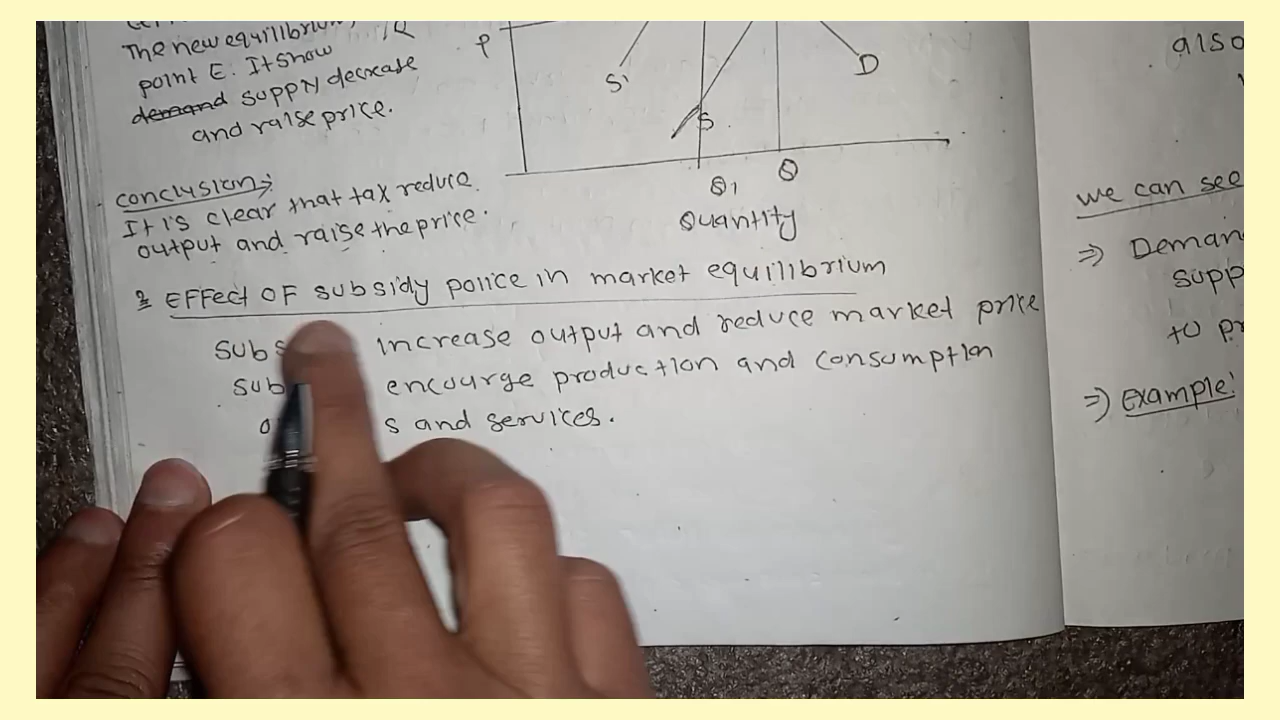 The new equillbrium,
point E. It show
demand supply decrease
and raise price.
conclusion:
It is clear that tax reduce
output and raise the price.
P
S'
S
D
Q1
Q
Quantity
EFFect OF subsidy police in market equilibrium
increase output and reduce market price
encourge production and consumption
s and services.
also
we can see
=> Deman
supp
to pr
=> Example: